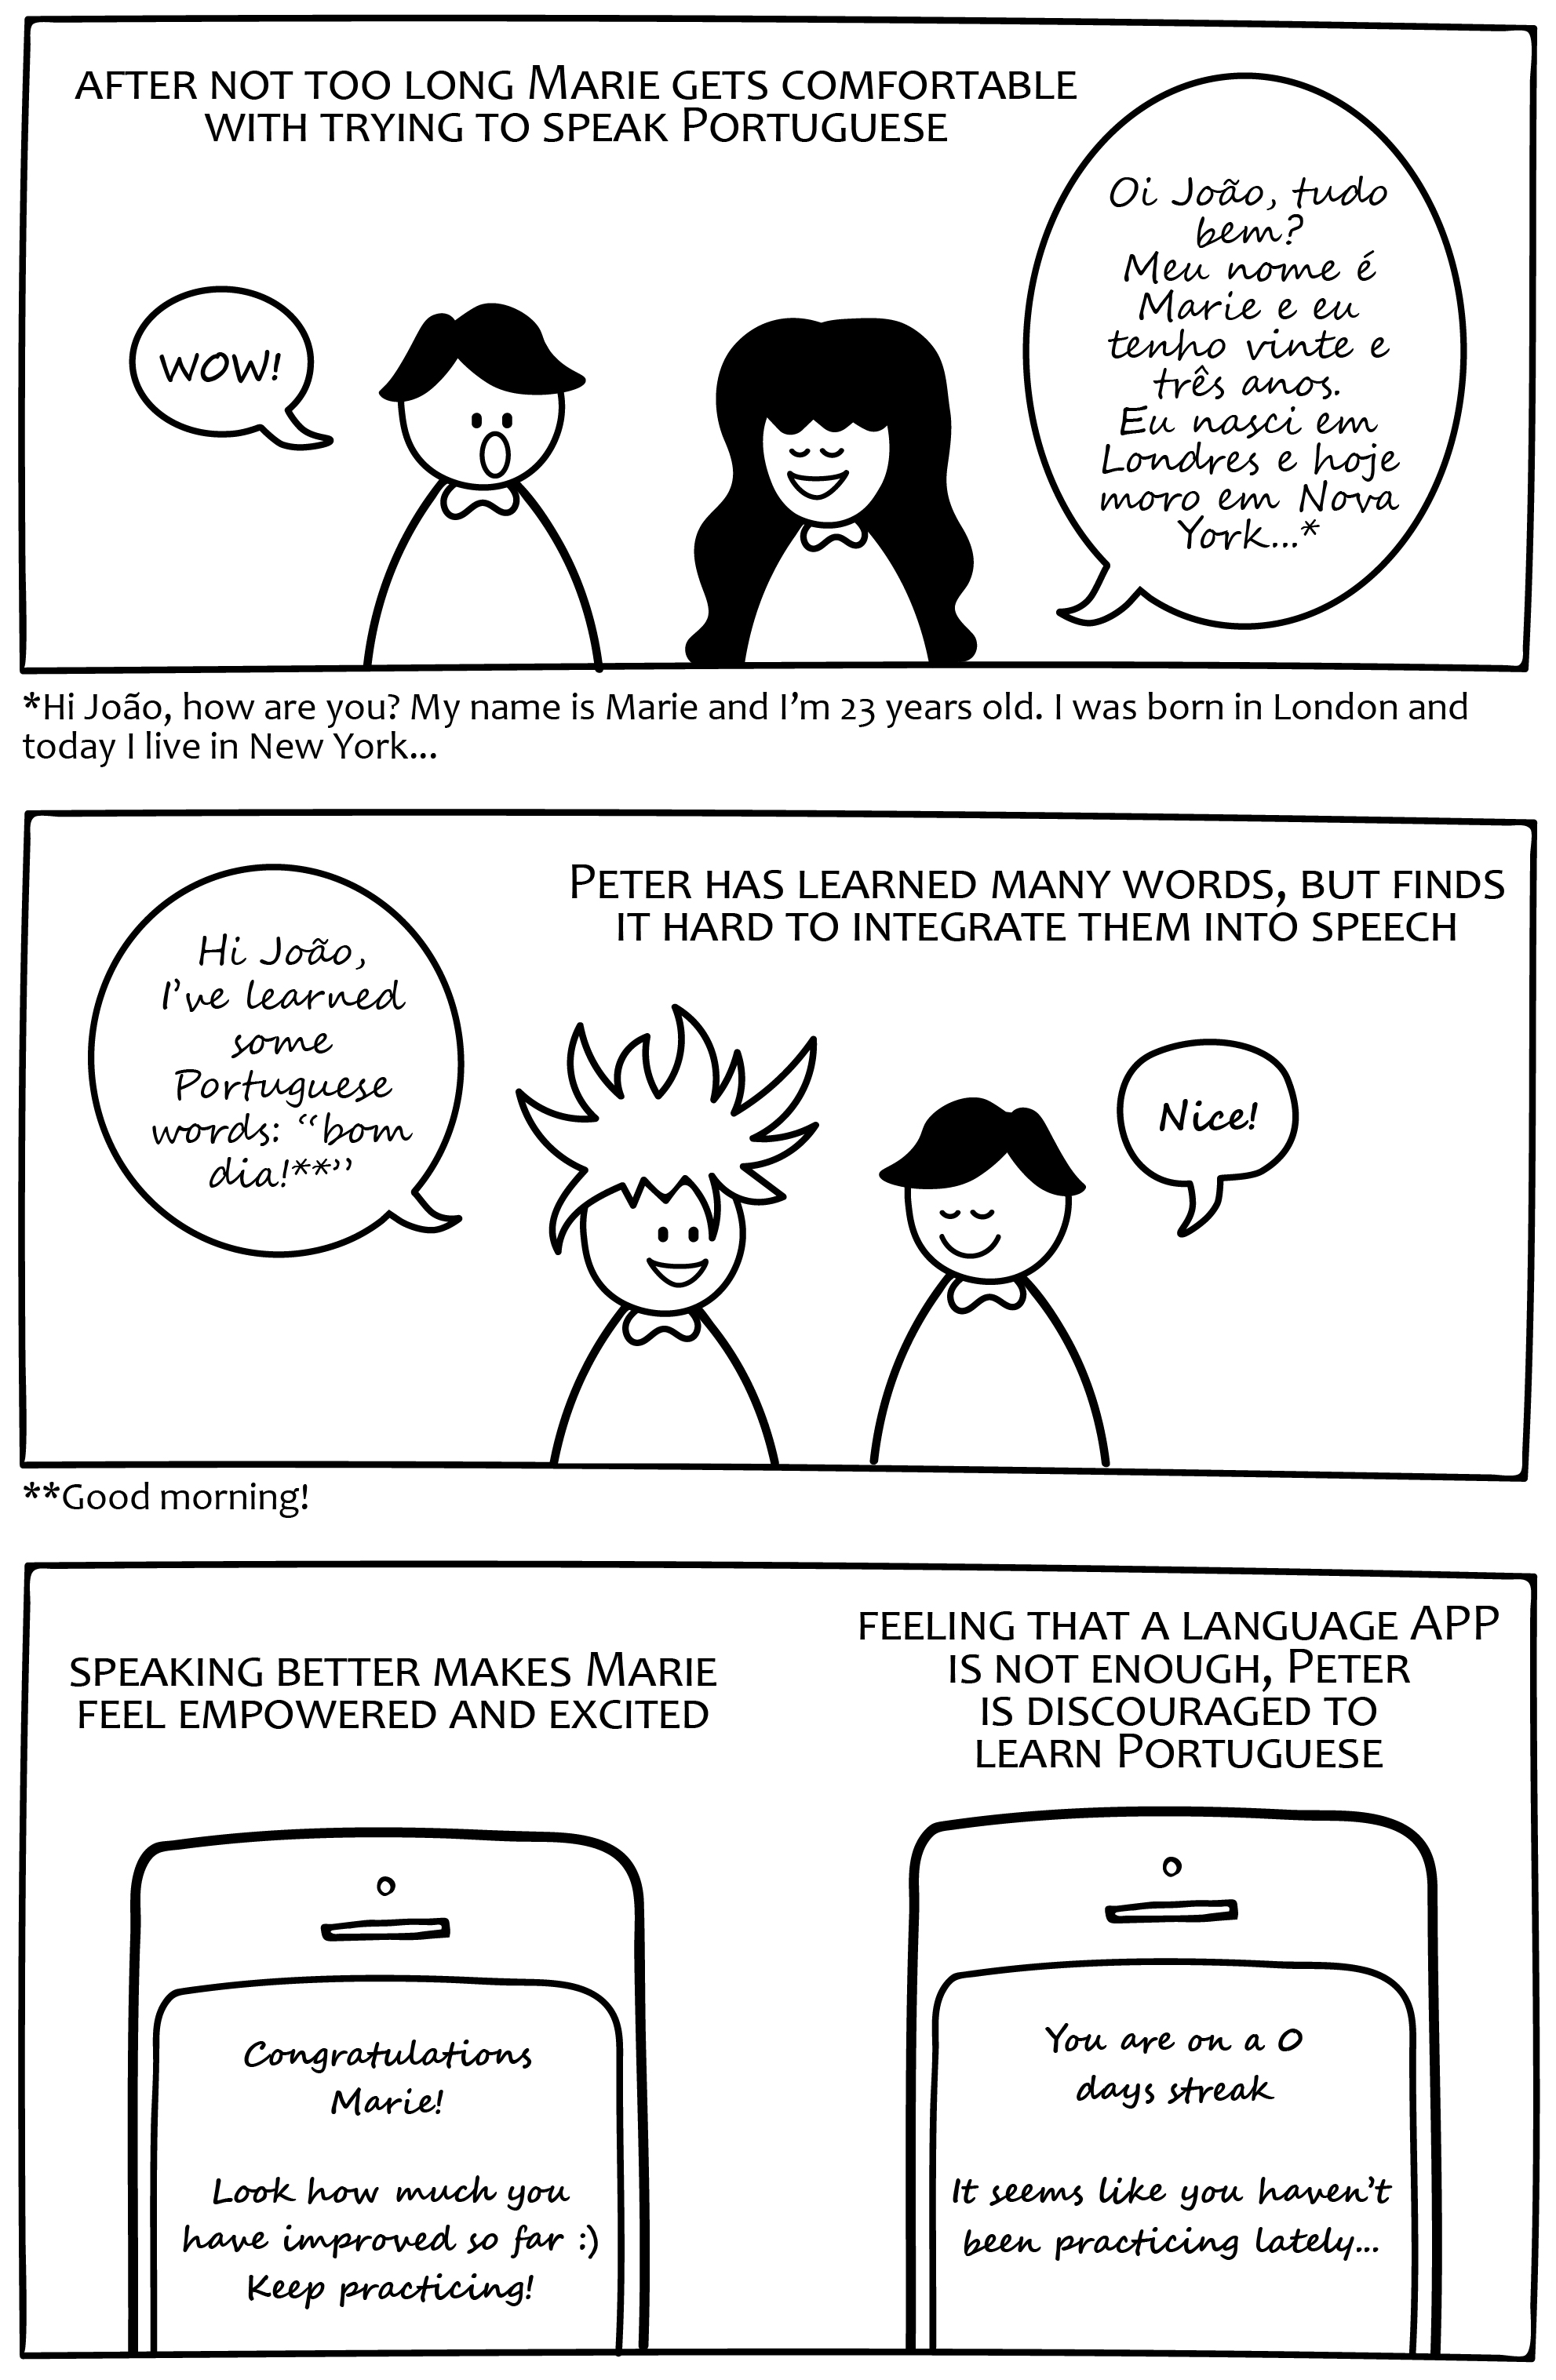 AFTER NOT TOO LONG MARIE GETS COMFORTABLE
WITH TRYING TO SPEAK PORTUGUESE
WOW!
Oi João, tudo
bem?
Meu nome é
Marie e eu
tenho vinte e
três anos.
Eu nasci em
Londres e hoje
moro em Nova
York...*
*Hi João, how are you? My name is Marie and I'm 23 years old. I was born in London and
today I live in New York...
Hi João,
I've learned
some
Portuguese
words: "bom
dia!**"
PETER HAS LEARNED MANY WORDS, BUT FINDS
IT HARD TO INTEGRATE THEM INTO SPEECH
Nice!
**Good morning!
SPEAKING BETTER MAKES MARIE
FEEL EMPOWERED AND EXCITED
FEELING THAT A LANGUAGE APP
IS NOT ENOUGH, PETER
IS DISCOURAGED TO
LEARN PORTUGUESE
Congratulations
Marie!
Look how much you
have improved so far :)
Keep practicing!
You are on a 0
days streak
It seems like you haven't
been practicing lately...